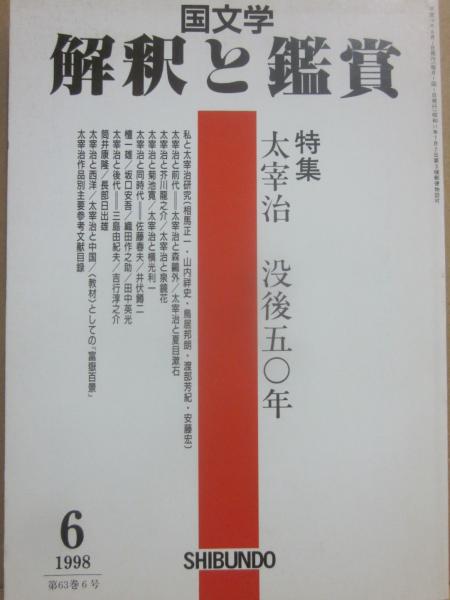 国文学
解釈と鑑賞
特集
太宰治 没後五〇年
私と太宰治研究(相馬正一・山内祥史・鳥居邦朗・渡部芳紀・安藤宏)
太宰治と前代══太宰治と森鷗外/太宰治と夏目漱石
太宰治と芥川龍之介/太宰治と泉鏡花
太宰治と菊池寛/太宰治と横光利一
太宰治と同時代══佐藤春夫/井伏鱒二
檀一雄/坂口安吾/織田作之助/田中英光
太宰治と後代══三島由紀夫/吉行淳之介
筒井康隆/長部日出雄
太宰治と西洋/太宰治と中国/〈教材〉としての『富嶽百景』
太宰治作品別主要参考文献目録
6
1998
第63巻6号
SHIBUNDO